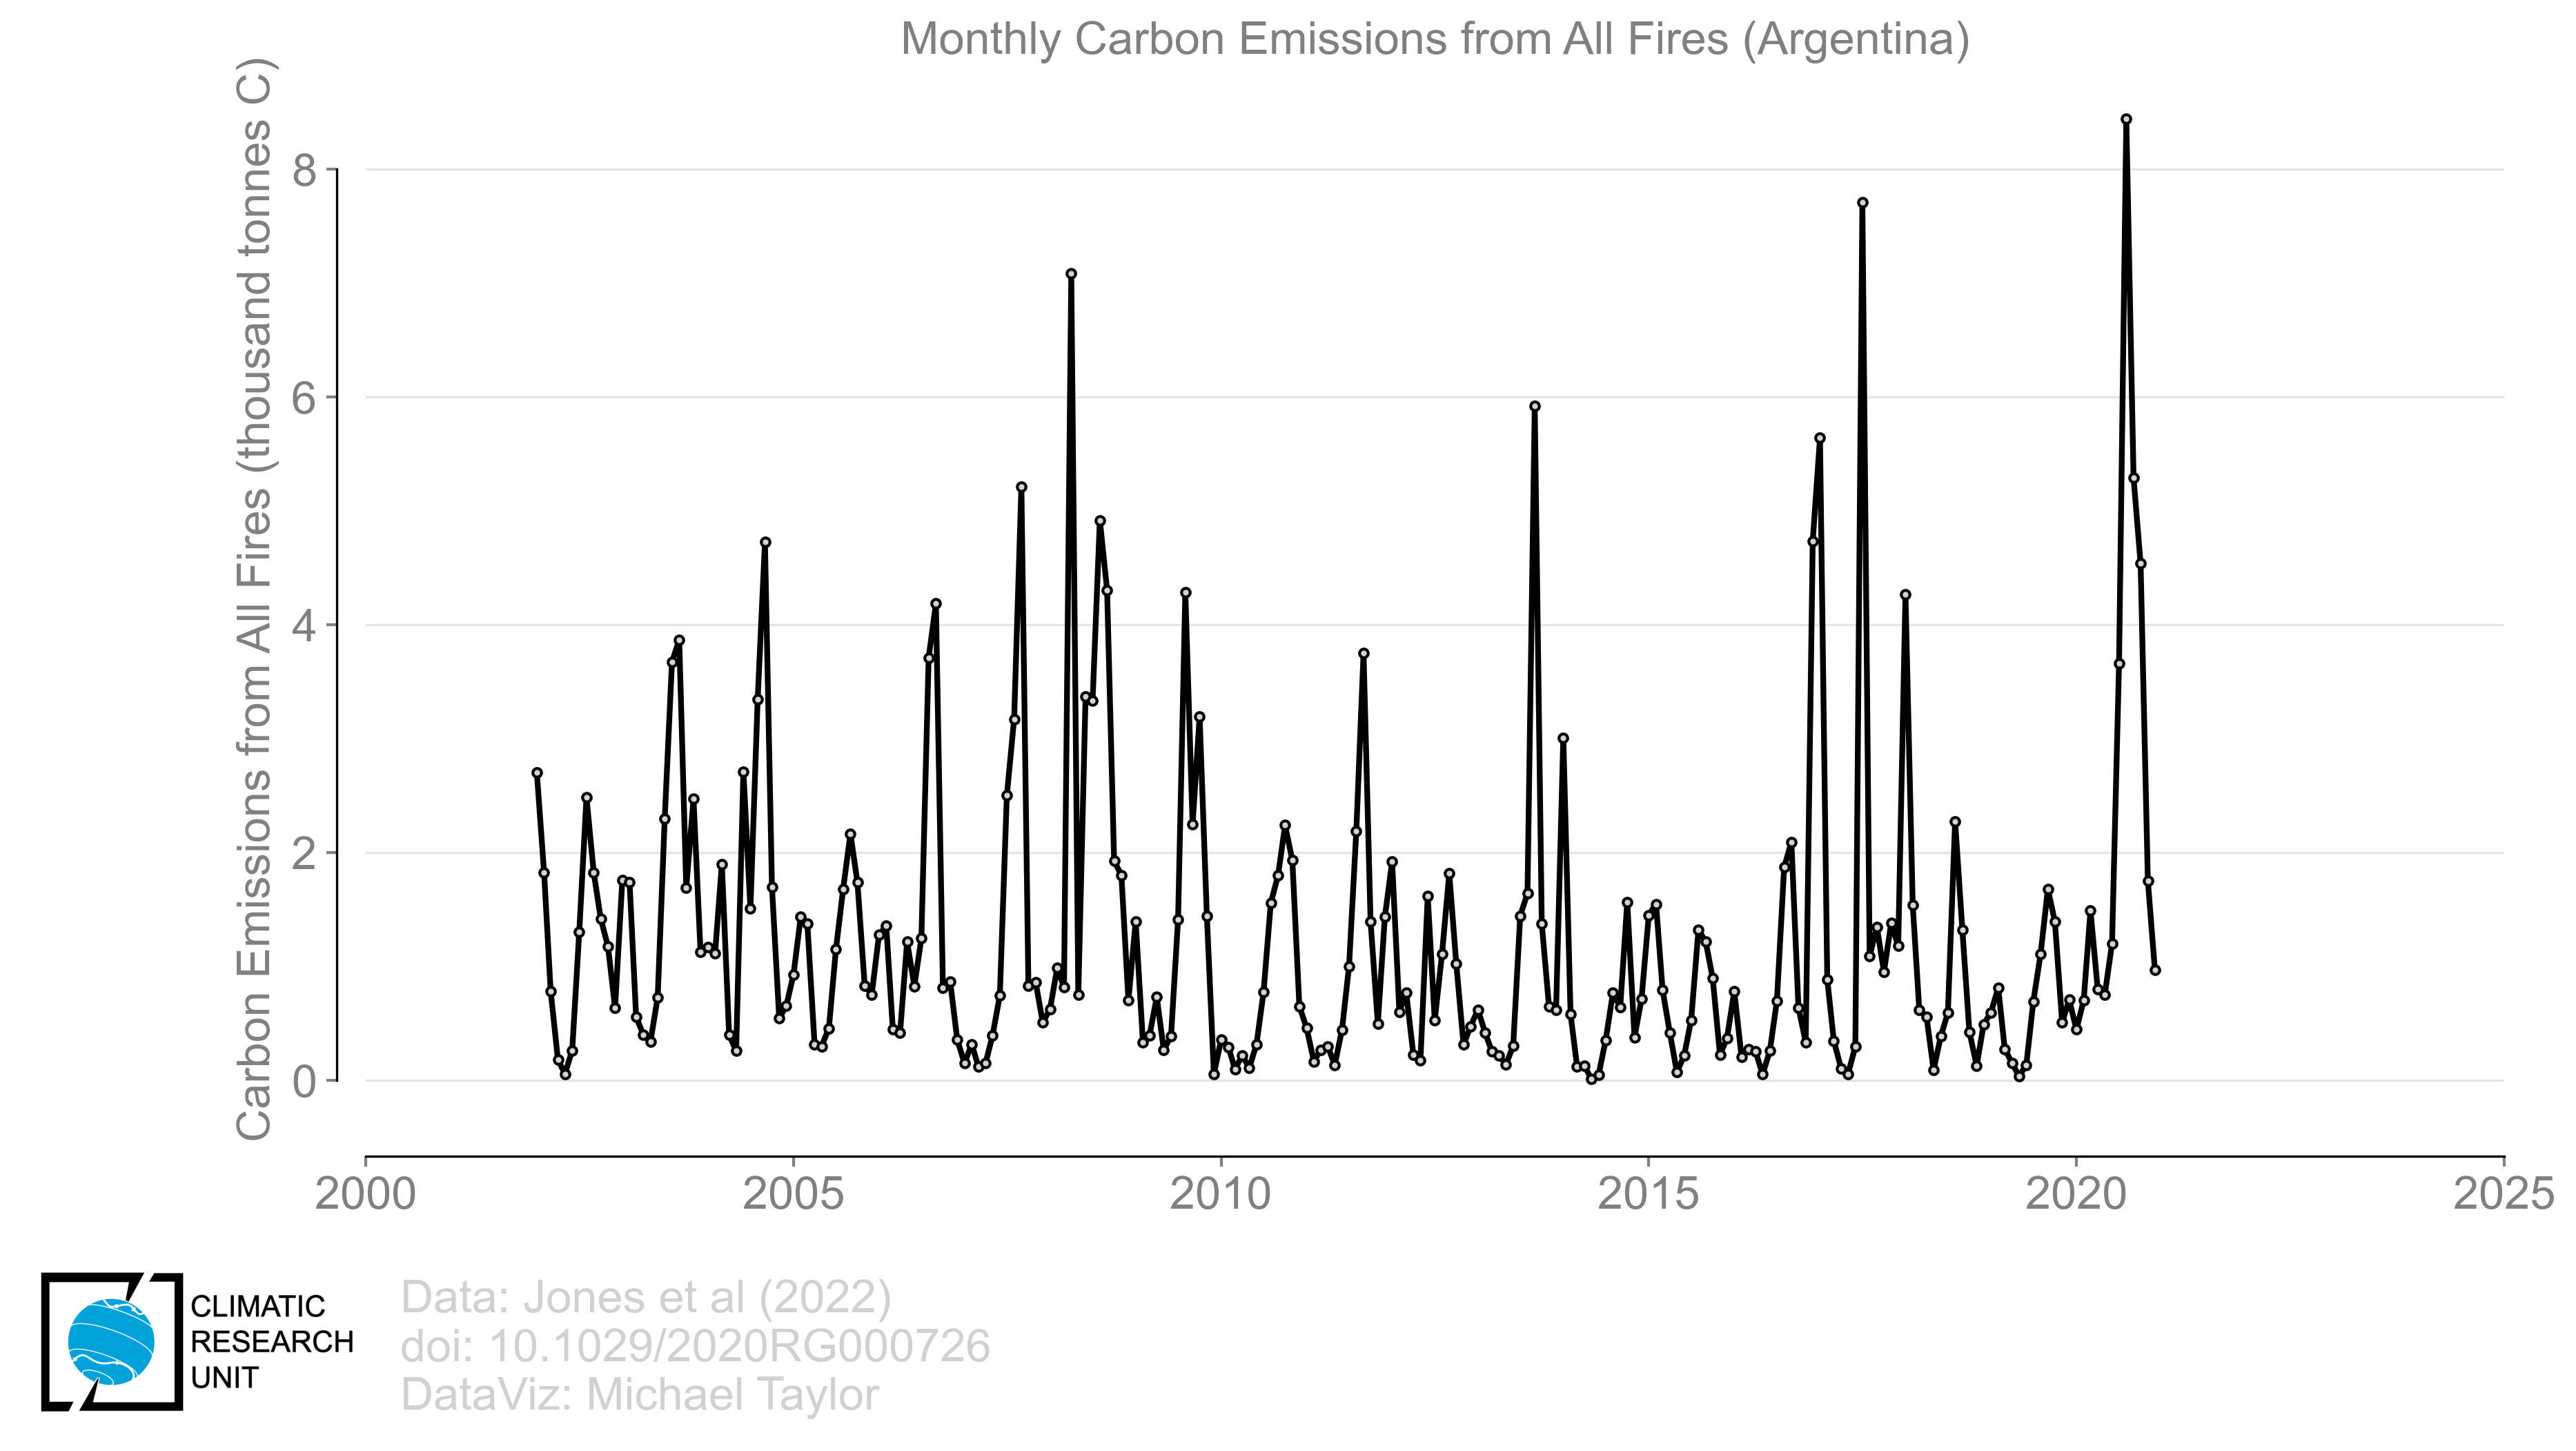 Monthly Carbon Emissions from All Fires (Argentina)
Carbon Emissions from All Fires (thousand tonnes C)
8
6
4
2
0
2000
2005
2010
2015
2020
2025
CLIMATIC
RESEARCH
UNIT
Data: Jones et al (2022)
doi: 10.1029/2020RG000726
DataViz: Michael Taylor